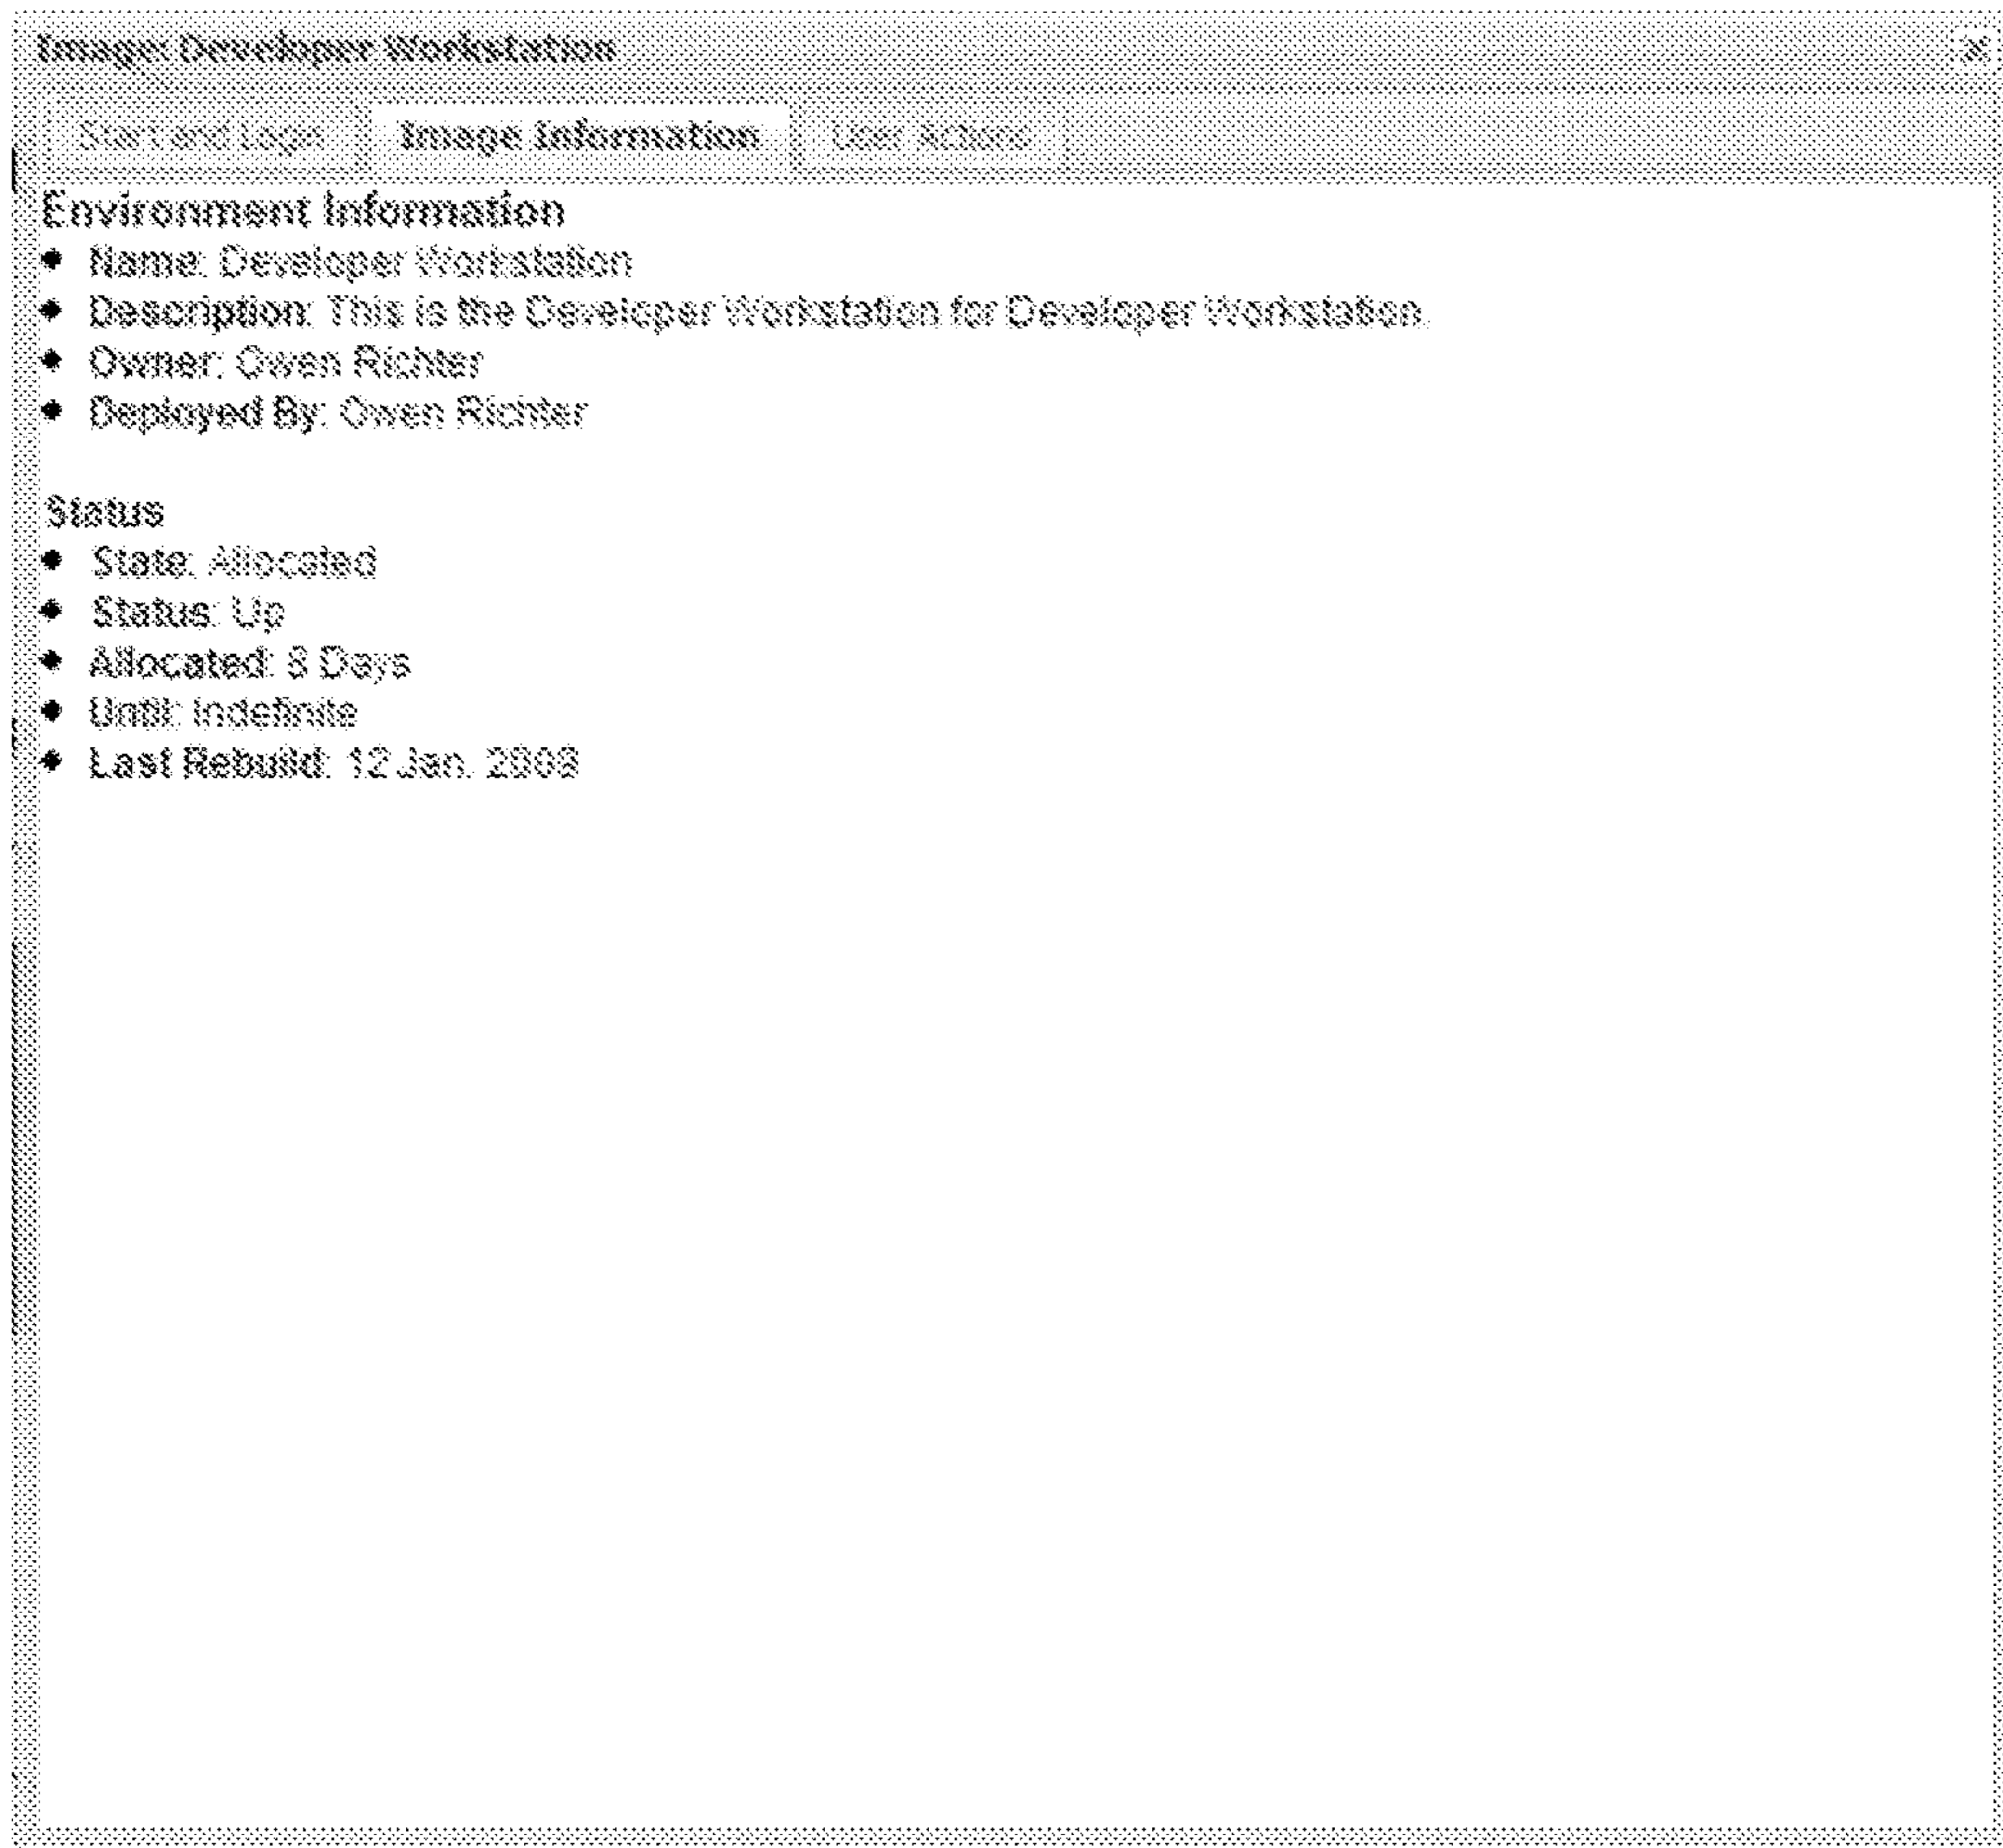 Image: Developer Workstation x
Start and Login Image Information User Actions
Environment Information
• Name: Developer Workstation
• Description: This is the Developer Workstation for Developer Workstation.
• Owner: Owen Richter
• Deployed By: Owen Richter
Status
• State: Allocated
• Status: Up
• Allocated: 8 Days
• Until: Indefinite
• Last Rebuild: 12 Jan. 2008